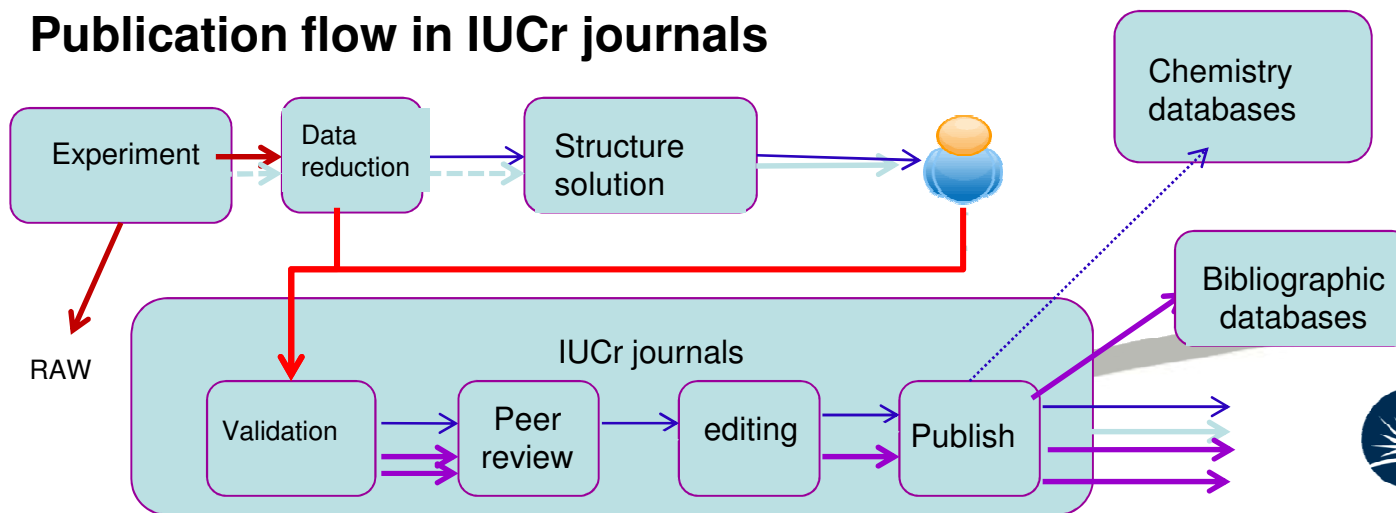 Publication flow in IUCr journals
Chemistry
databases
Experiment
Data
reduction
Structure
solution
Bibliographic
databases
RAW
IUCr journals
Validation
Peer
review
editing
Publish